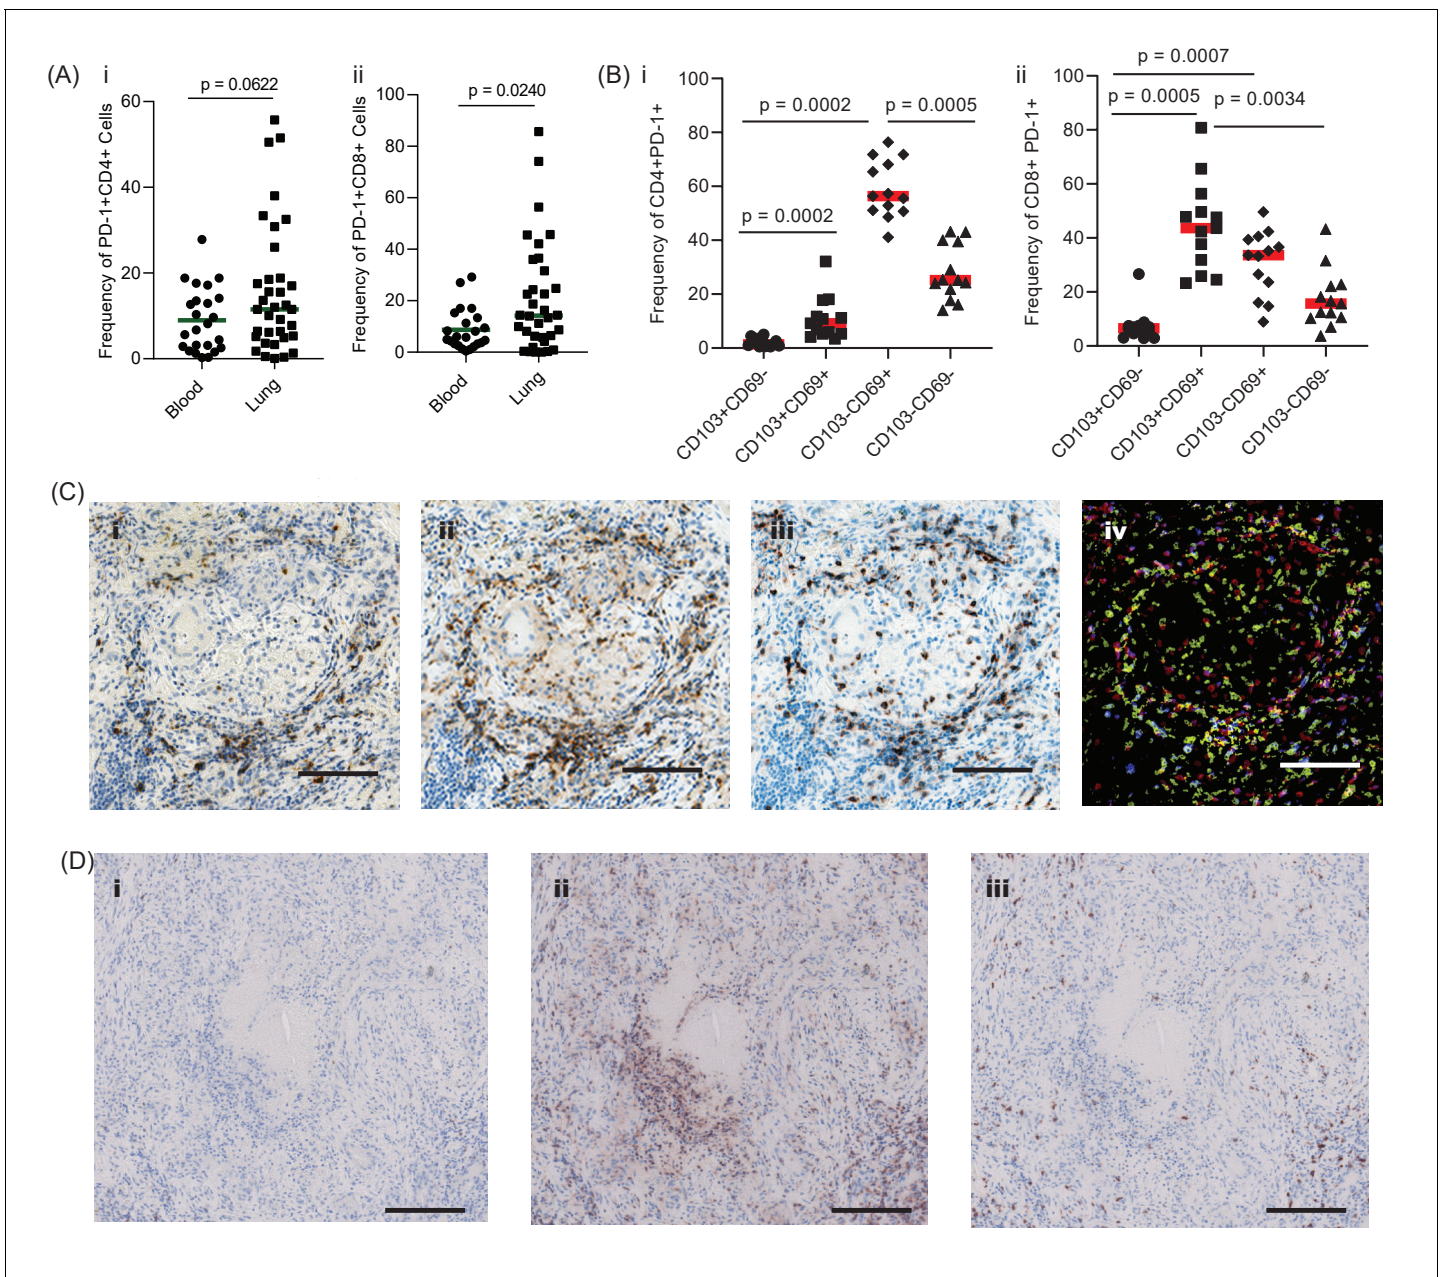 (A)
i
p = 0.0622
Frequency of PD-1+CD4+ Cells
60
40
20
0
Blood
Lung
ii
p = 0.0240
Frequency of PD-1+CD8+ Cells
100
80
60
40
20
0
Blood
Lung
(B)
i
p = 0.0002
p = 0.0005
p = 0.0002
Frequency of CD4+PD-1+
100
80
60
40
20
0
CD103+CD69-
CD103+CD69+
CD103-CD69+
CD103-CD69-
ii
p = 0.0007
p = 0.0005
p = 0.0034
Frequency of CD8+ PD-1+
100
80
60
40
20
0
CD103+CD69-
CD103+CD69+
CD103-CD69+
CD103-CD69-
(C)
i
ii
iii
iv
(D)
i
ii
iii